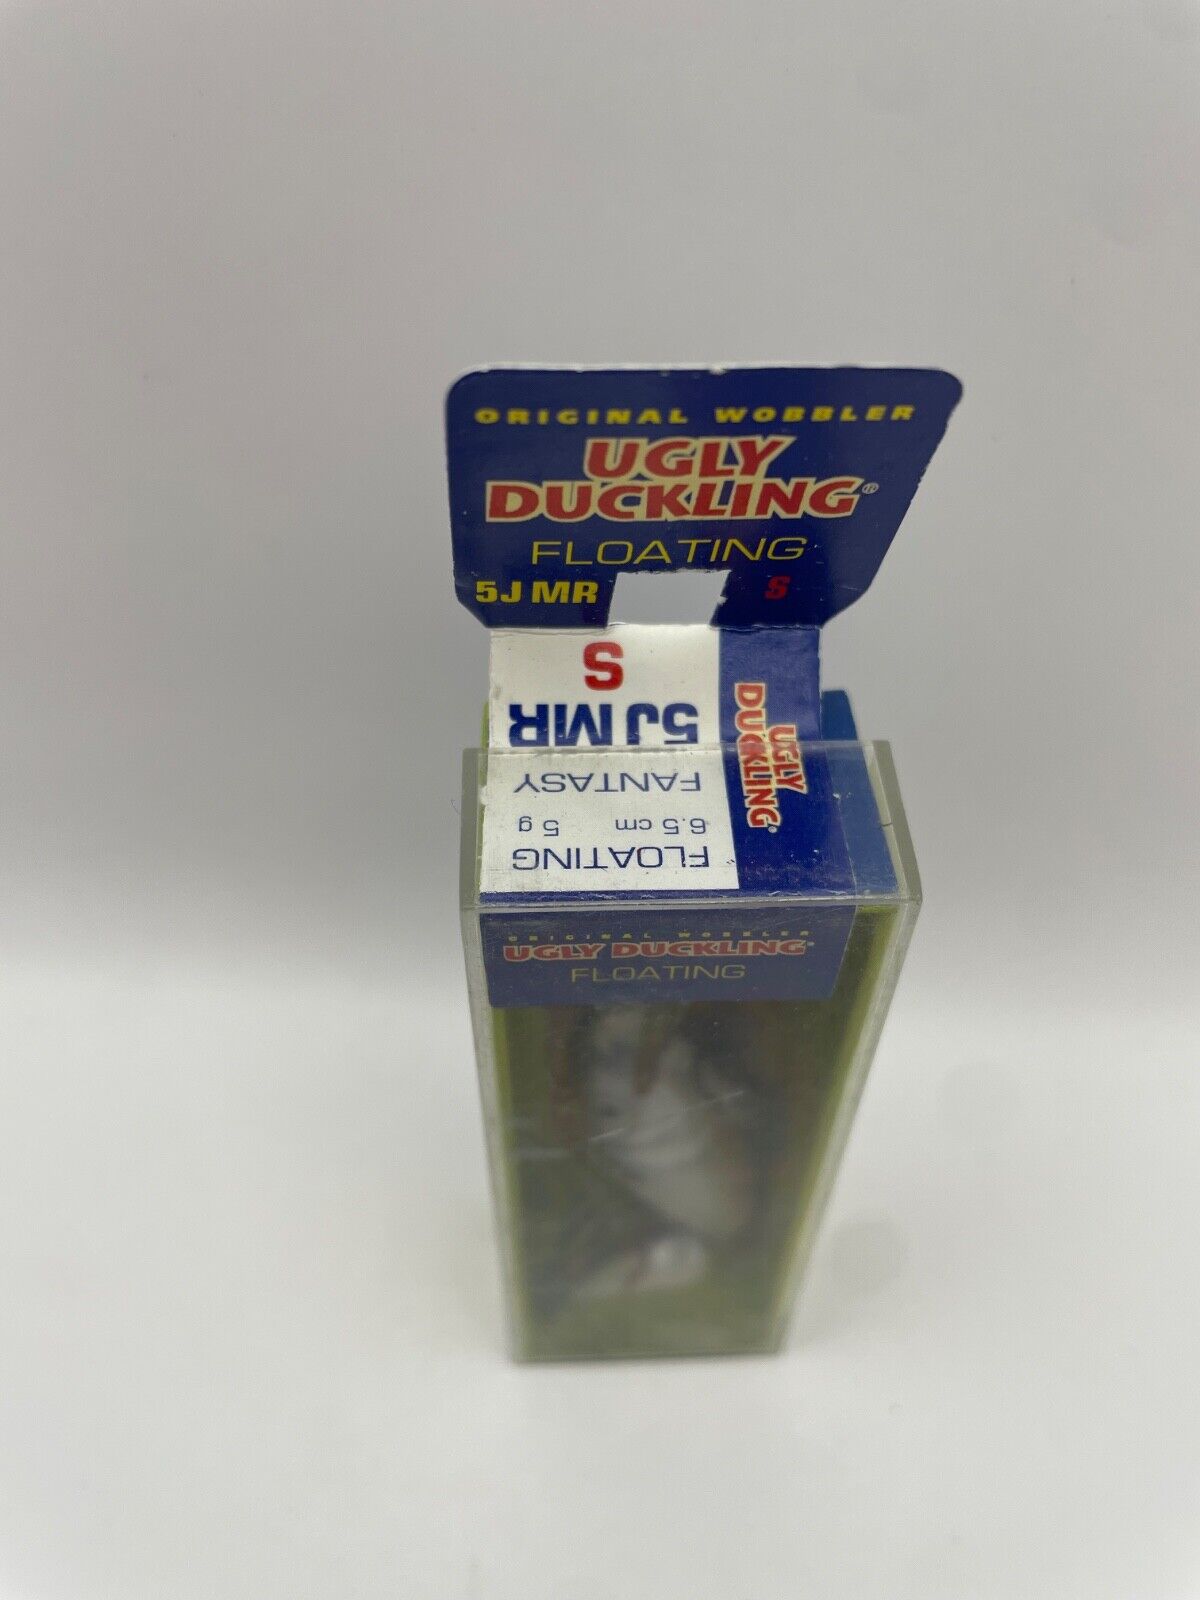 ORIGINAL WOBBLER
UGLY
DUCKLING®
FLOATING
5J MR S
S
5J MR
FANTASY
6.5 cm 5 g
FLOATING
UGLY
DUCKLING®
ORIGINAL WOBBLER
UGLY DUCKLING®
FLOATING